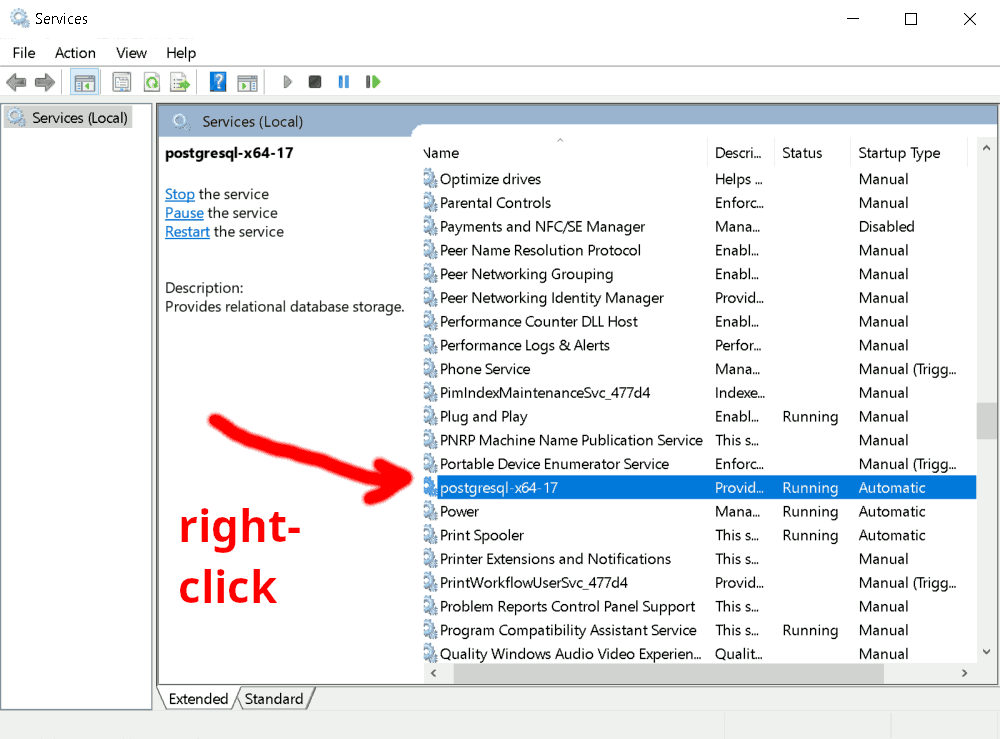 Services
File Action View Help
Services (Local)
Services (Local)
postgresql-x64-17
Stop the service
Pause the service
Restart the service
Description:
Provides relational database storage.
right-
click
Name Descri... Status Startup Type
Optimize drives Helps ... Manual
Parental Controls Enforc... Manual
Payments and NFC/SE Manager Mana... Disabled
Peer Name Resolution Protocol Enabl... Manual
Peer Networking Grouping Enabl... Manual
Peer Networking Identity Manager Provid... Manual
Performance Counter DLL Host Enabl... Manual
Performance Logs & Alerts Perfor... Manual
Phone Service Mana... Manual (Trigg...
PimIndexMaintenanceSvc_477d4 Indexe... Manual
Plug and Play Enabl... Running Manual
PNRP Machine Name Publication Service This s... Manual
Portable Device Enumerator Service Enforc... Manual (Trigg...
postgresql-x64-17 Provid... Running Automatic
Power Mana... Running Automatic
Print Spooler This s... Running Automatic
Printer Extensions and Notifications This s... Manual
PrintWorkflowUserSvc_477d4 Provid... Manual (Trigg...
Problem Reports Control Panel Support This s... Manual
Program Compatibility Assistant Service This s... Running Manual
Quality Windows Audio Video Experien... Qualit... Manual
Extended Standard